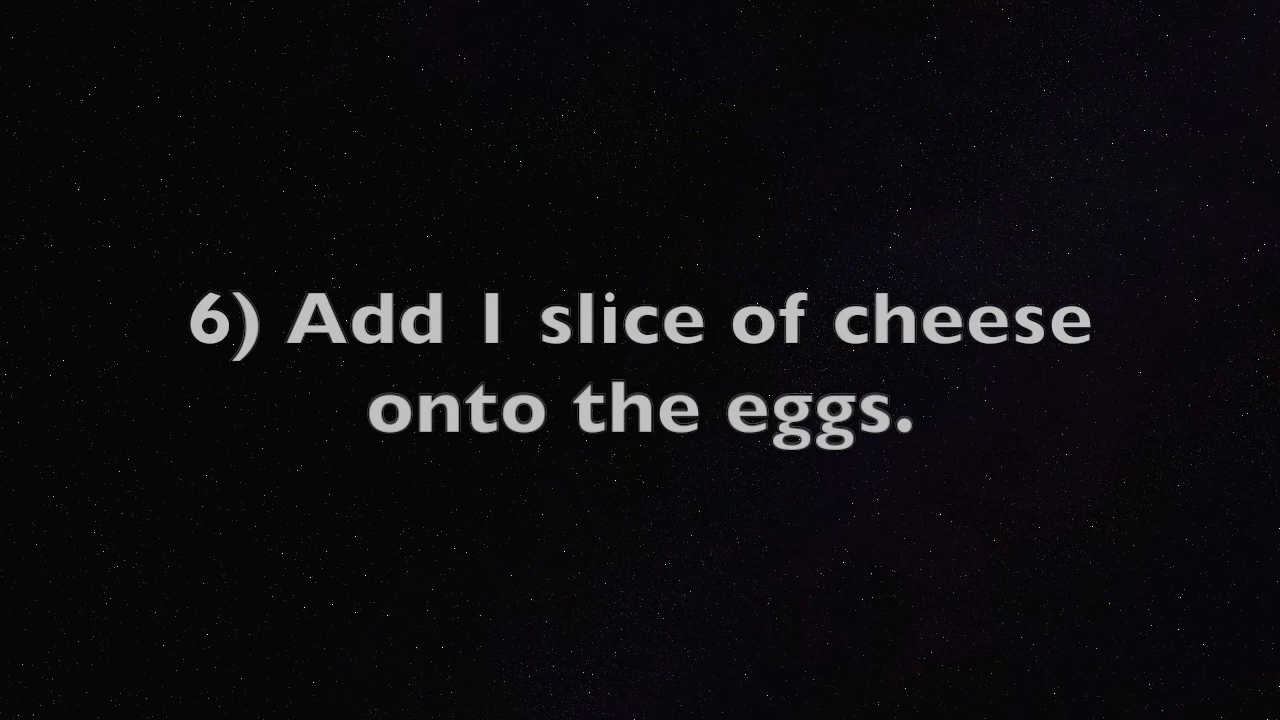 6) Add 1 slice of cheese
onto the eggs.